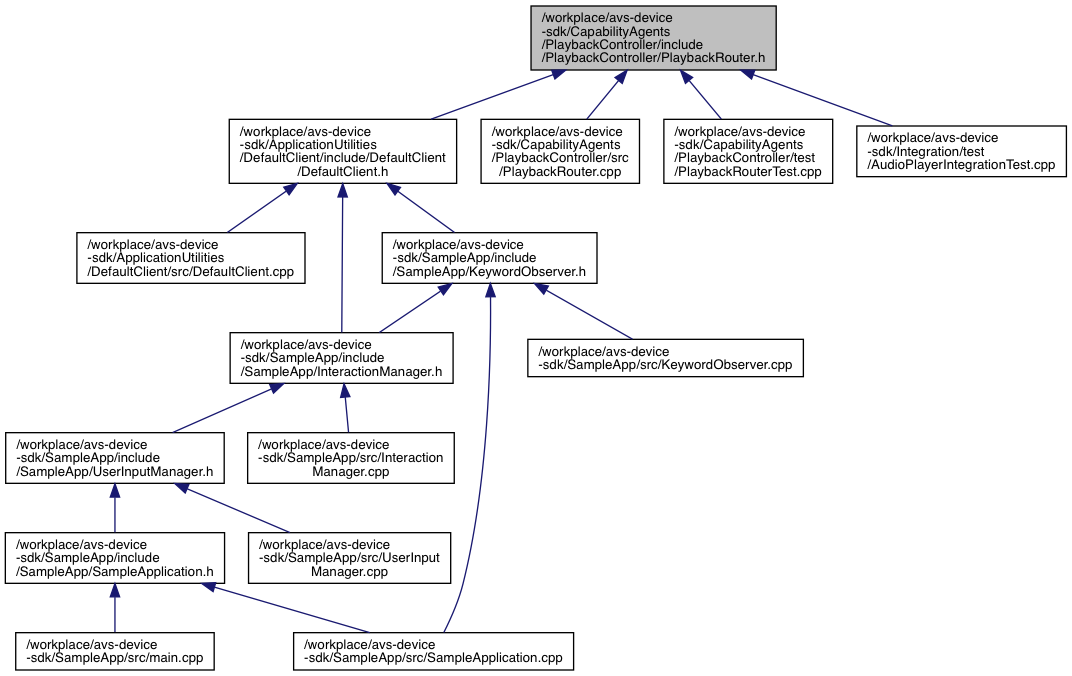 /workplace/avs-device
-sdk/CapabilityAgents
/PlaybackController/include
/PlaybackController/PlaybackRouter.h
/workplace/avs-device
-sdk/ApplicationUtilities
/DefaultClient/include/DefaultClient
/DefaultClient.h
/workplace/avs-device
-sdk/CapabilityAgents
/PlaybackController/src
/PlaybackRouter.cpp
/workplace/avs-device
-sdk/CapabilityAgents
/PlaybackController/test
/PlaybackRouterTest.cpp
/workplace/avs-device
-sdk/Integration/test
/AudioPlayerIntegrationTest.cpp
/workplace/avs-device
-sdk/ApplicationUtilities
/DefaultClient/src/DefaultClient.cpp
/workplace/avs-device
-sdk/SampleApp/include
/SampleApp/KeywordObserver.h
/workplace/avs-device
-sdk/SampleApp/include
/SampleApp/InteractionManager.h
/workplace/avs-device
-sdk/SampleApp/src/KeywordObserver.cpp
/workplace/avs-device
-sdk/SampleApp/include
/SampleApp/UserInputManager.h
/workplace/avs-device
-sdk/SampleApp/src/Interaction
Manager.cpp
/workplace/avs-device
-sdk/SampleApp/include
/SampleApp/SampleApplication.h
/workplace/avs-device
-sdk/SampleApp/src/UserInput
Manager.cpp
/workplace/avs-device
-sdk/SampleApp/src/main.cpp
/workplace/avs-device
-sdk/SampleApp/src/SampleApplication.cpp